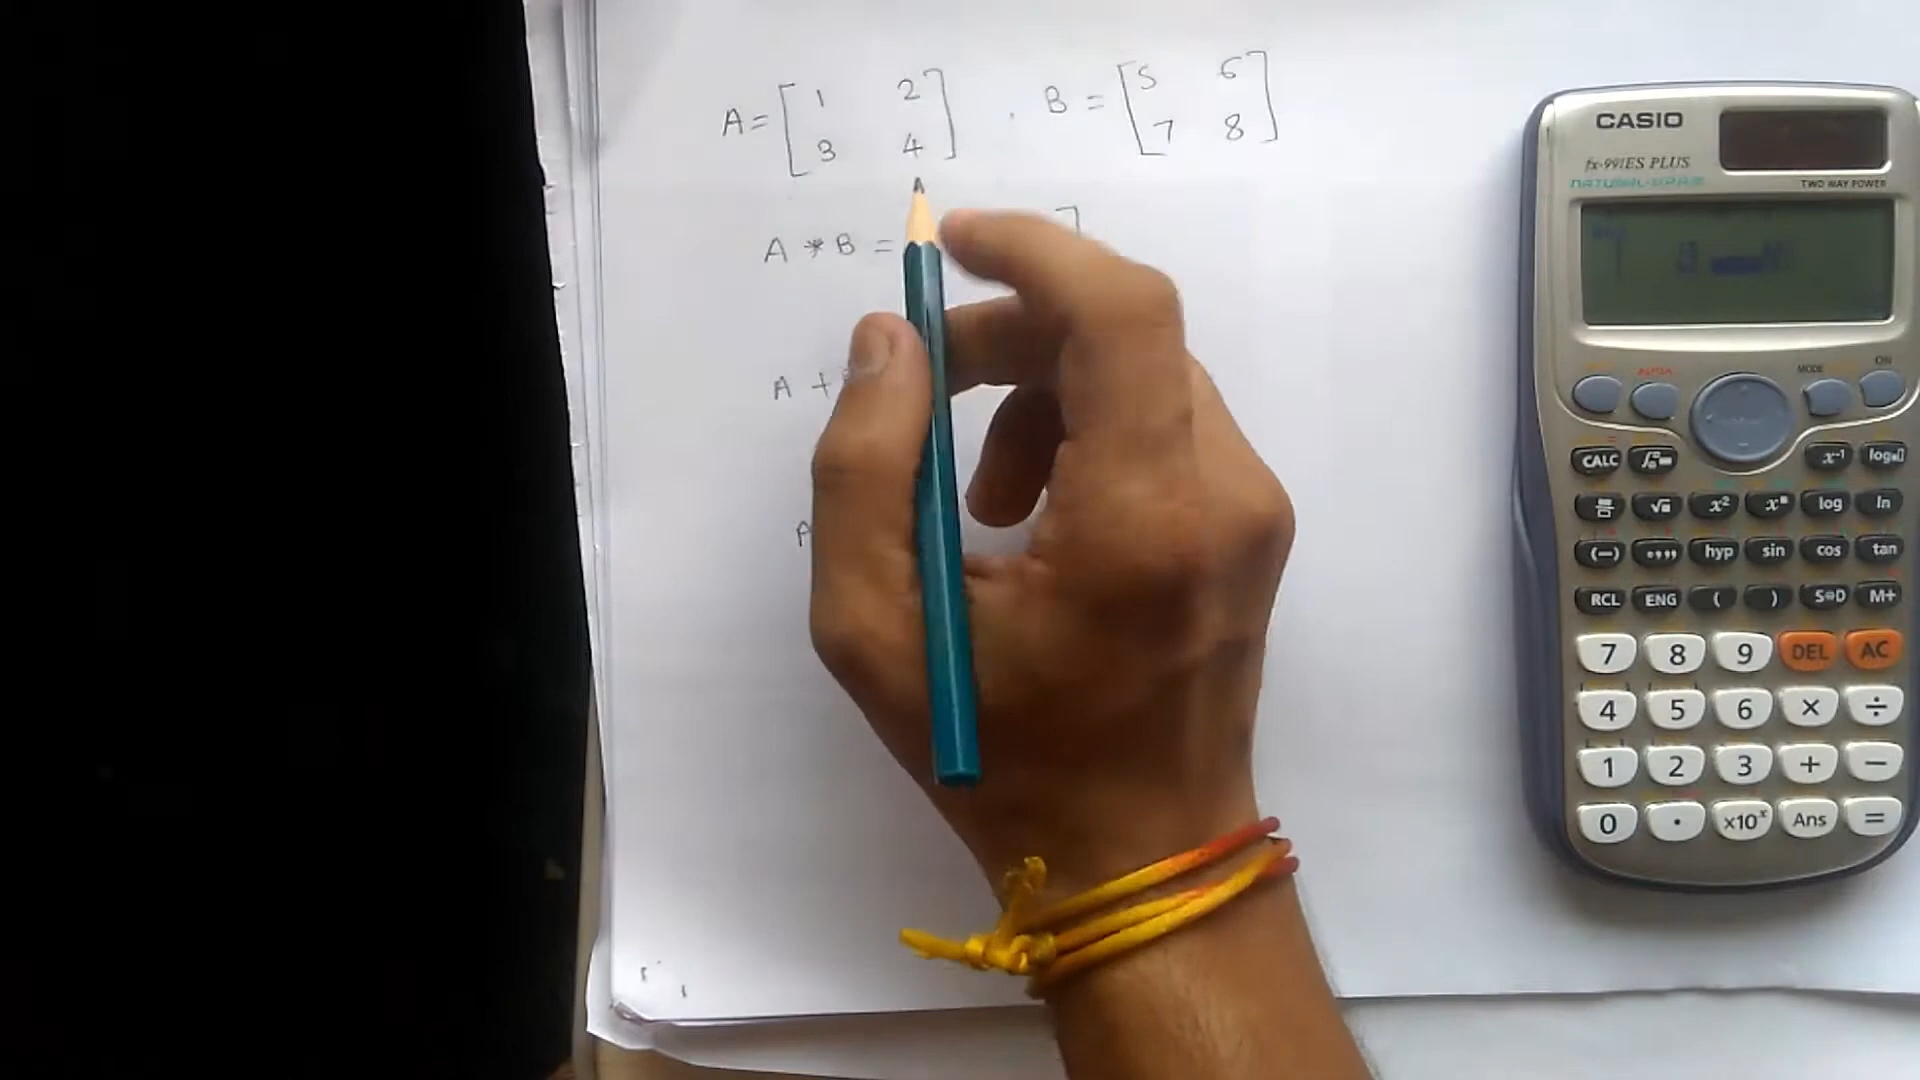 A = [ 1 2
3 4 ] . B = [ 5 6
7 8 ]
A * B =
A +
A
CASIO
fx-991ES PLUS
NATURAL-V.P.A.M.
TWO WAY POWER
ALPHA MODE ON
CALC x⁻¹ log
√ x² log ln
(−) hyp sin cos tan
RCL ENG ( ) S⇔D M+
7 8 9 DEL AC
4 5 6 × ÷
1 2 3 + −
0 . ×10ˣ Ans =